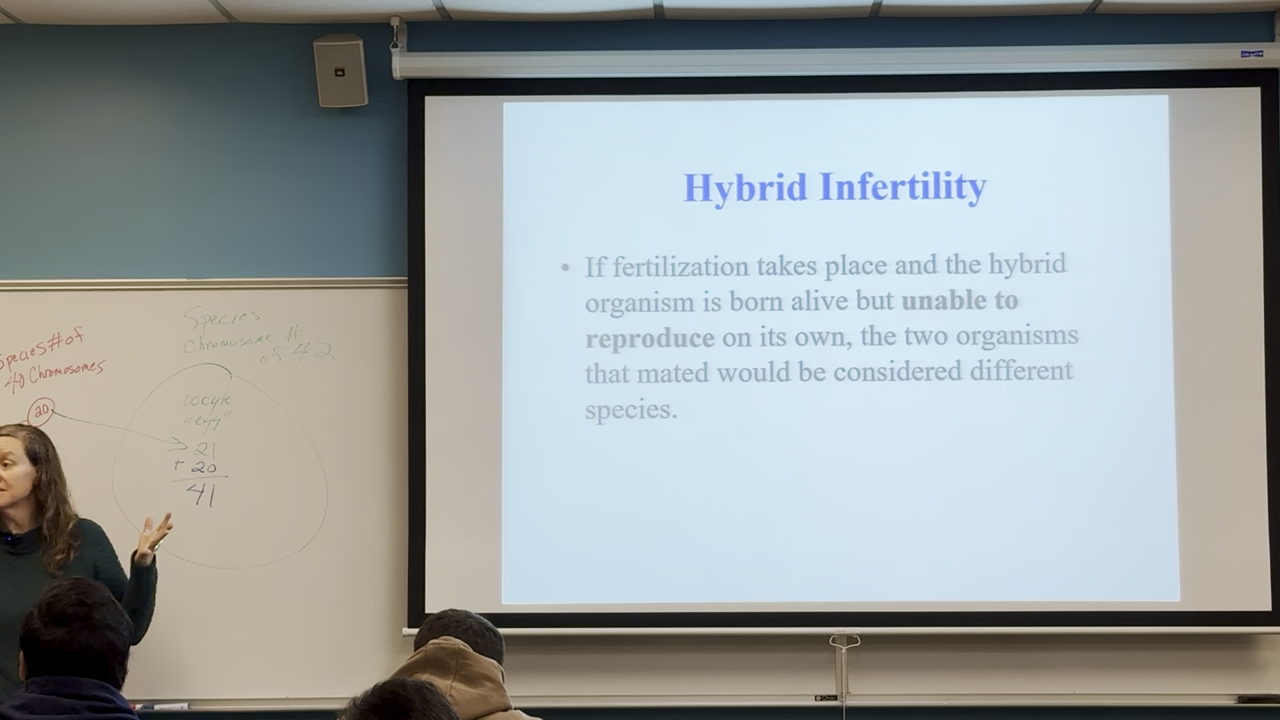 Hybrid Infertility
• If fertilization takes place and the hybrid
organism is born alive but unable to
reproduce on its own, the two organisms
that mated would be considered different
species.
Species # of
40 Chromosomes
20
Species
Chromosome #
of 42
oocyte
"egg"
21
+ 20
41